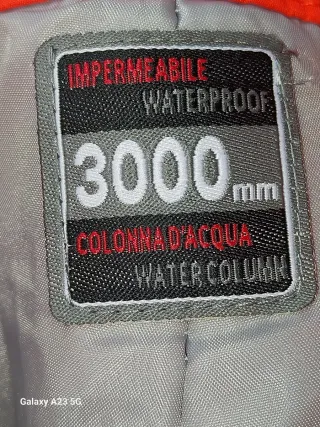 IMPERMEABILE
WATERPROOF
3000mm
COLONNA D'ACQUA
WATER COLUMN
Galaxy A23 5G